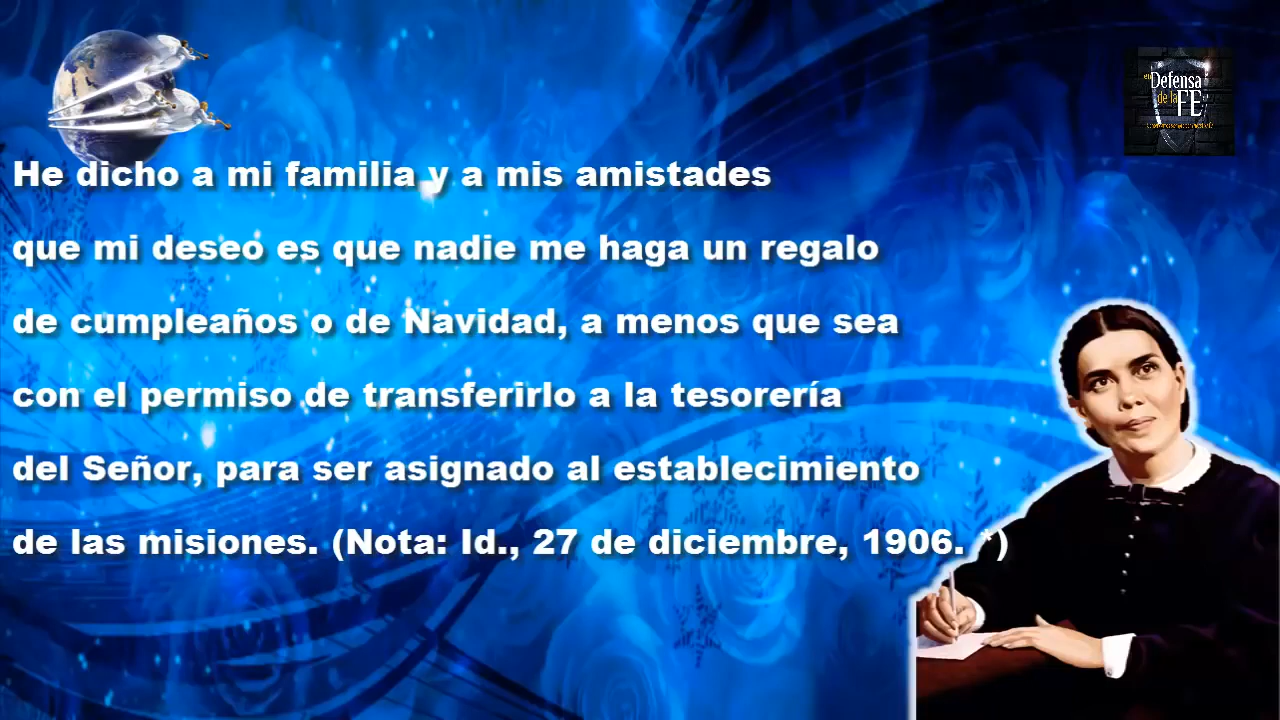 en
Defensa
de la FE
He dicho a mi familia y a mis amistades
que mi deseo es que nadie me haga un regalo
de cumpleaños o de Navidad, a menos que sea
con el permiso de transferirlo a la tesorería
del Señor, para ser asignado al establecimiento
de las misiones. (Nota: Id., 27 de diciembre, 1906. *)